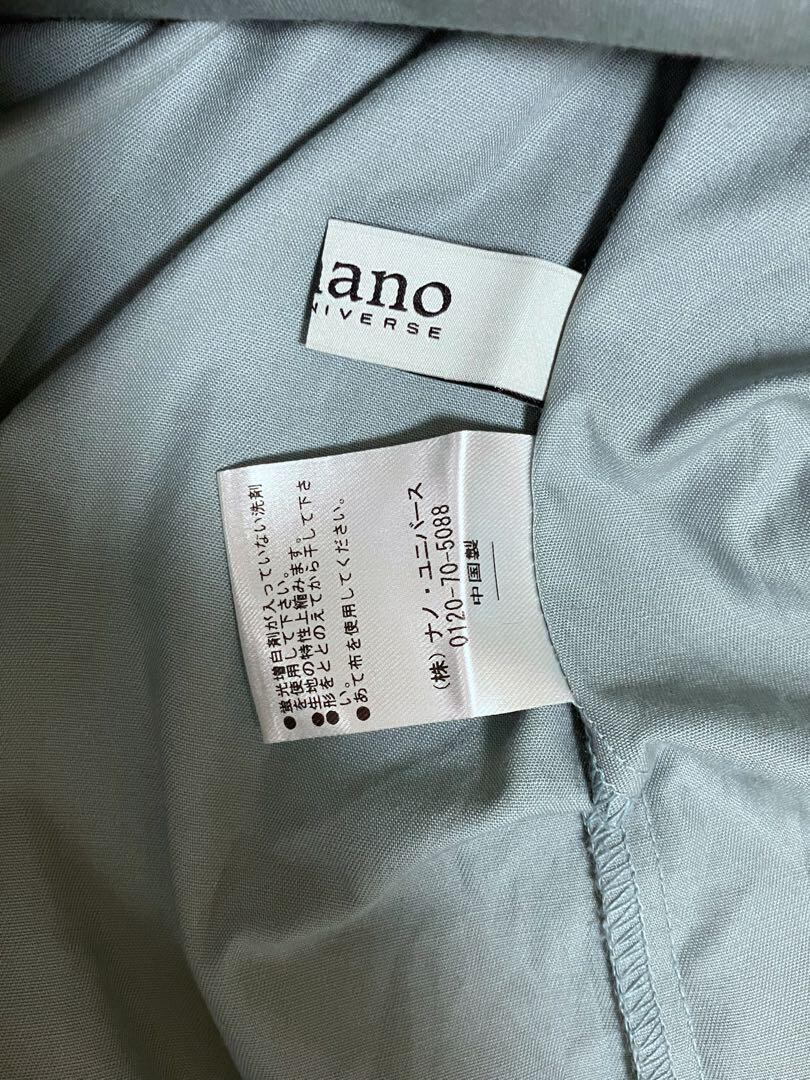 nano
UNIVERSE
●蛍光増白剤が入っていない洗剤
を使用して下さい。
●生地の特性上縮みます。
●形をととのえてから干して下さ
い。
●あて布を使用してください。
(株)ナノ・ユニバース
0120-70-5088
中国製